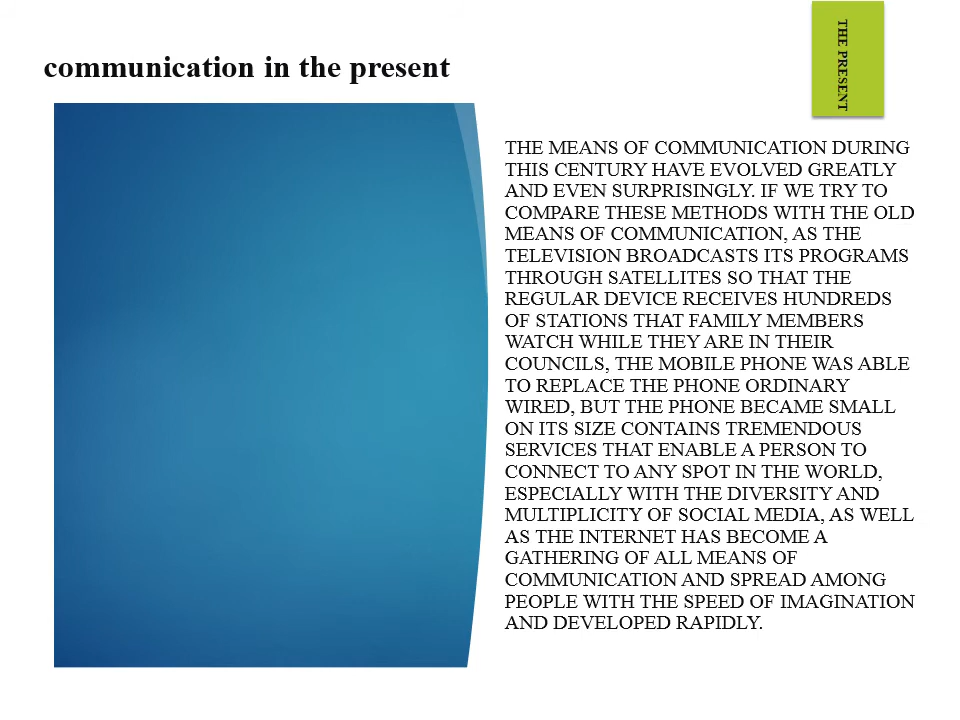 communication in the present
THE PRESENT
THE MEANS OF COMMUNICATION DURING
THIS CENTURY HAVE EVOLVED GREATLY
AND EVEN SURPRISINGLY. IF WE TRY TO
COMPARE THESE METHODS WITH THE OLD
MEANS OF COMMUNICATION, AS THE
TELEVISION BROADCASTS ITS PROGRAMS
THROUGH SATELLITES SO THAT THE
REGULAR DEVICE RECEIVES HUNDREDS
OF STATIONS THAT FAMILY MEMBERS
WATCH WHILE THEY ARE IN THEIR
COUNCILS, THE MOBILE PHONE WAS ABLE
TO REPLACE THE PHONE ORDINARY
WIRED, BUT THE PHONE BECAME SMALL
ON ITS SIZE CONTAINS TREMENDOUS
SERVICES THAT ENABLE A PERSON TO
CONNECT TO ANY SPOT IN THE WORLD,
ESPECIALLY WITH THE DIVERSITY AND
MULTIPLICITY OF SOCIAL MEDIA, AS WELL
AS THE INTERNET HAS BECOME A
GATHERING OF ALL MEANS OF
COMMUNICATION AND SPREAD AMONG
PEOPLE WITH THE SPEED OF IMAGINATION
AND DEVELOPED RAPIDLY.